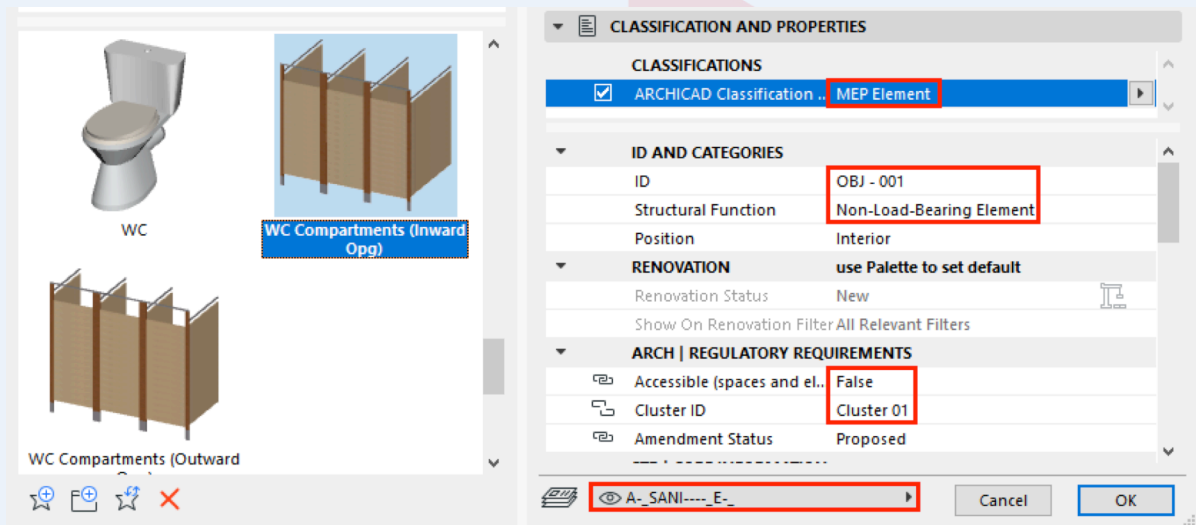 WC
WC Compartments (Inward
Opg)
WC Compartments (Outward
CLASSIFICATION AND PROPERTIES
CLASSIFICATIONS
ARCHICAD Classification ... MEP Element
ID AND CATEGORIES
ID OBJ - 001
Structural Function Non-Load-Bearing Element
Position Interior
RENOVATION use Palette to set default
Renovation Status New
Show On Renovation Filter All Relevant Filters
ARCH | REGULATORY REQUIREMENTS
Accessible (spaces and el... False
Cluster ID Cluster 01
Amendment Status Proposed
A-_SANI----_E-_
Cancel OK